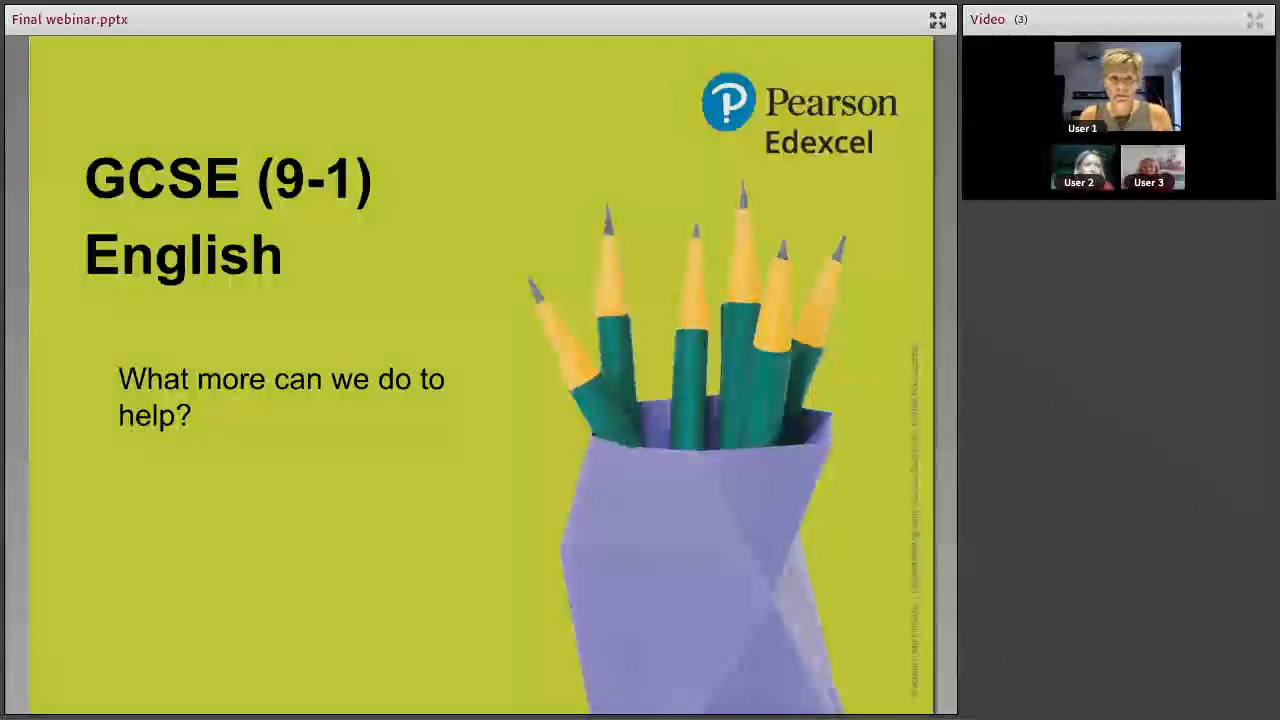 Final webinar.pptx
Video (3)
Pearson
Edexcel
GCSE (9-1)
English
What more can we do to
help?
User 1
User 2
User 3